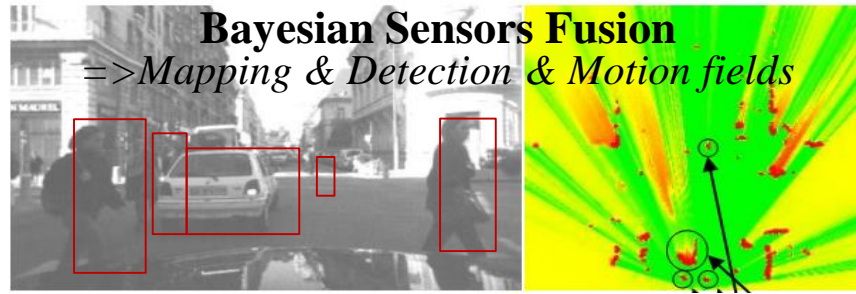 Bayesian Sensors Fusion
=>Mapping & Detection & Motion fields